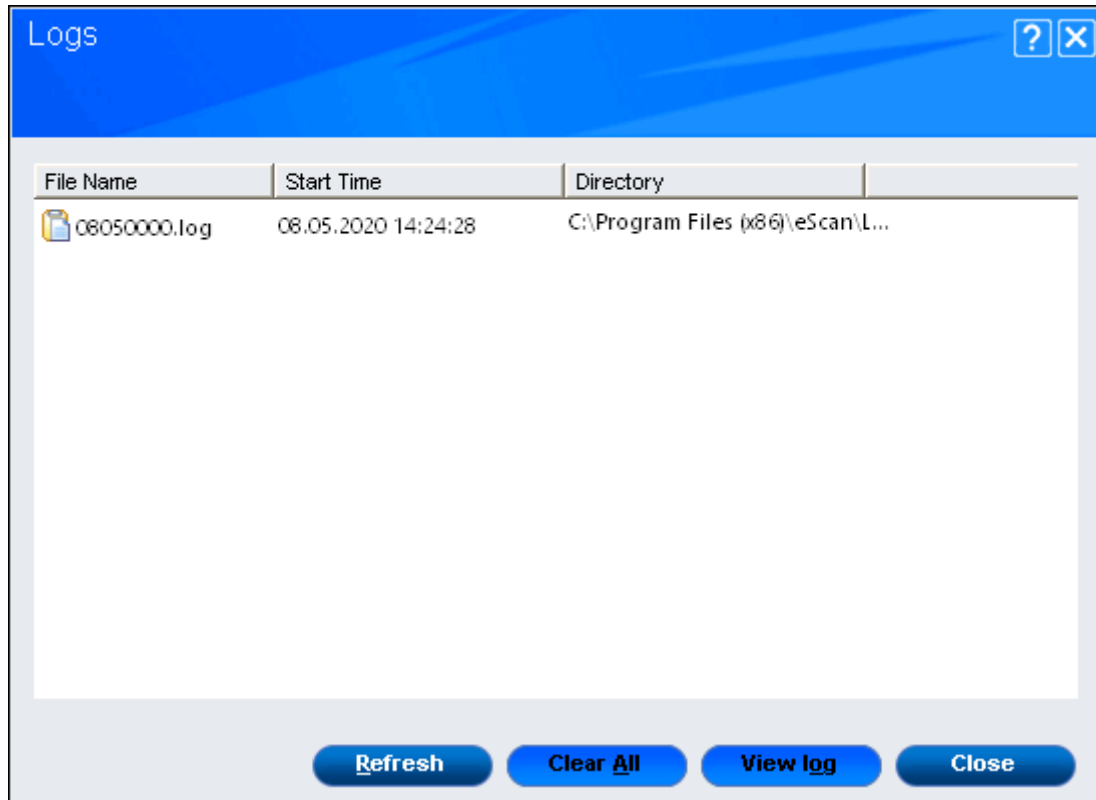 Logs
File Name Start Time Directory
08050000.log 08.05.2020 14:24:28 C:\Program Files (x86)\eScan\L...
Refresh Clear All View log Close